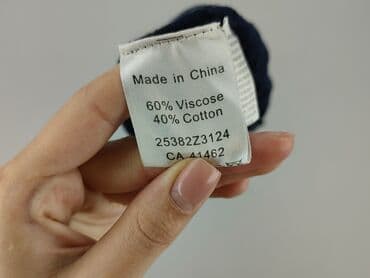 Made in China
60% Viscose
40% Cotton
25382Z3124
CA 41462